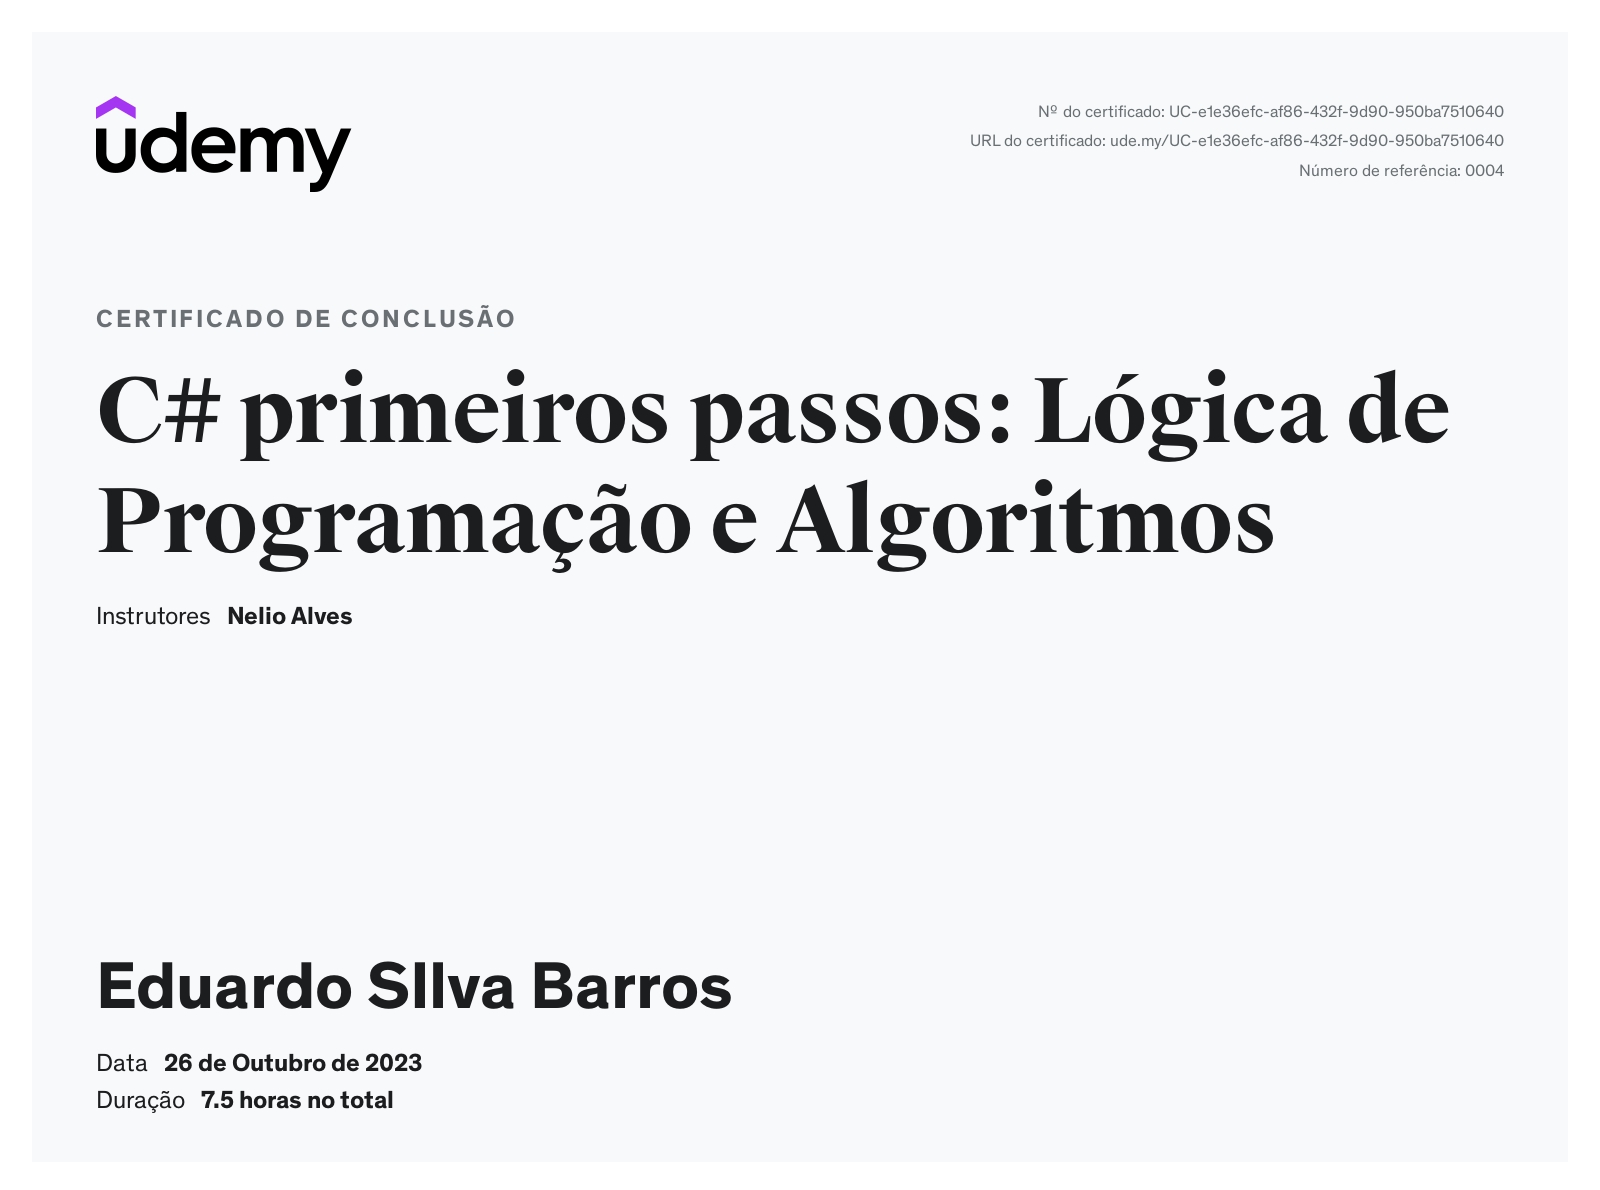 udemy
Nº do certificado: UC-e1e36efc-af86-432f-9d90-950ba7510640
URL do certificado: ude.my/UC-e1e36efc-af86-432f-9d90-950ba7510640
Número de referência: 0004
CERTIFICADO DE CONCLUSÃO
C# primeiros passos: Lógica de
Programação e Algoritmos
Instrutores Nelio Alves
Eduardo SIlva Barros
Data 26 de Outubro de 2023
Duração 7.5 horas no total